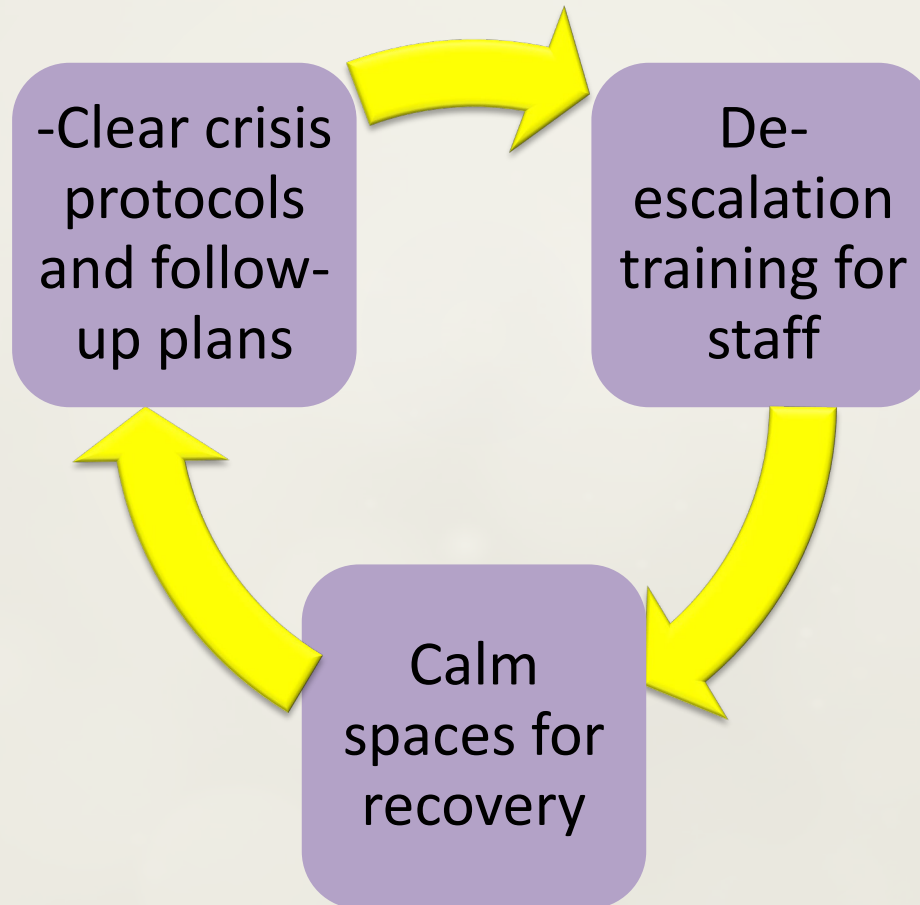 -Clear crisis
protocols
and follow-
up plans
De-
escalation
training for
staff
Calm
spaces for
recovery